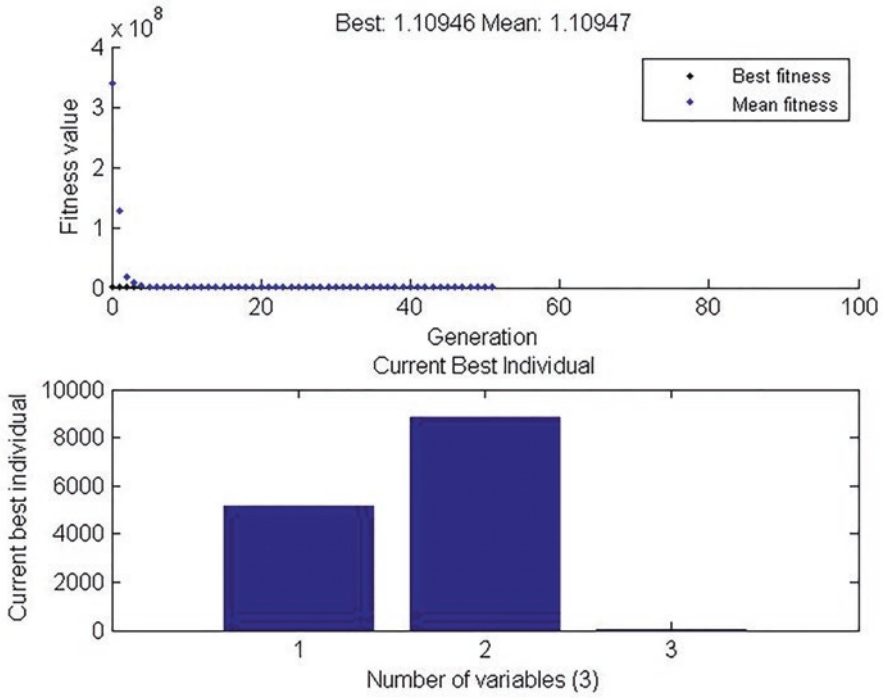 x 10^8
Best: 1.10946 Mean: 1.10947
4
3
2
1
0
Fitness value
Best fitness
Mean fitness
0 20 40 60 80 100
Generation
Current Best Individual
10000
8000
6000
4000
2000
0
Current best individual
1 2 3
Number of variables (3)